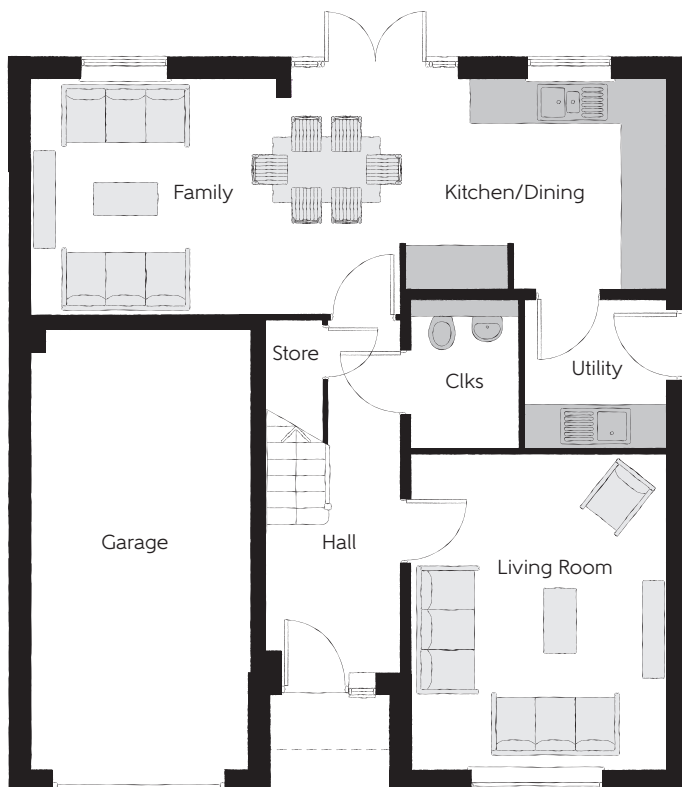 Family
Kitchen/Dining
Store
Clks
Utility
Garage
Hall
Living Room